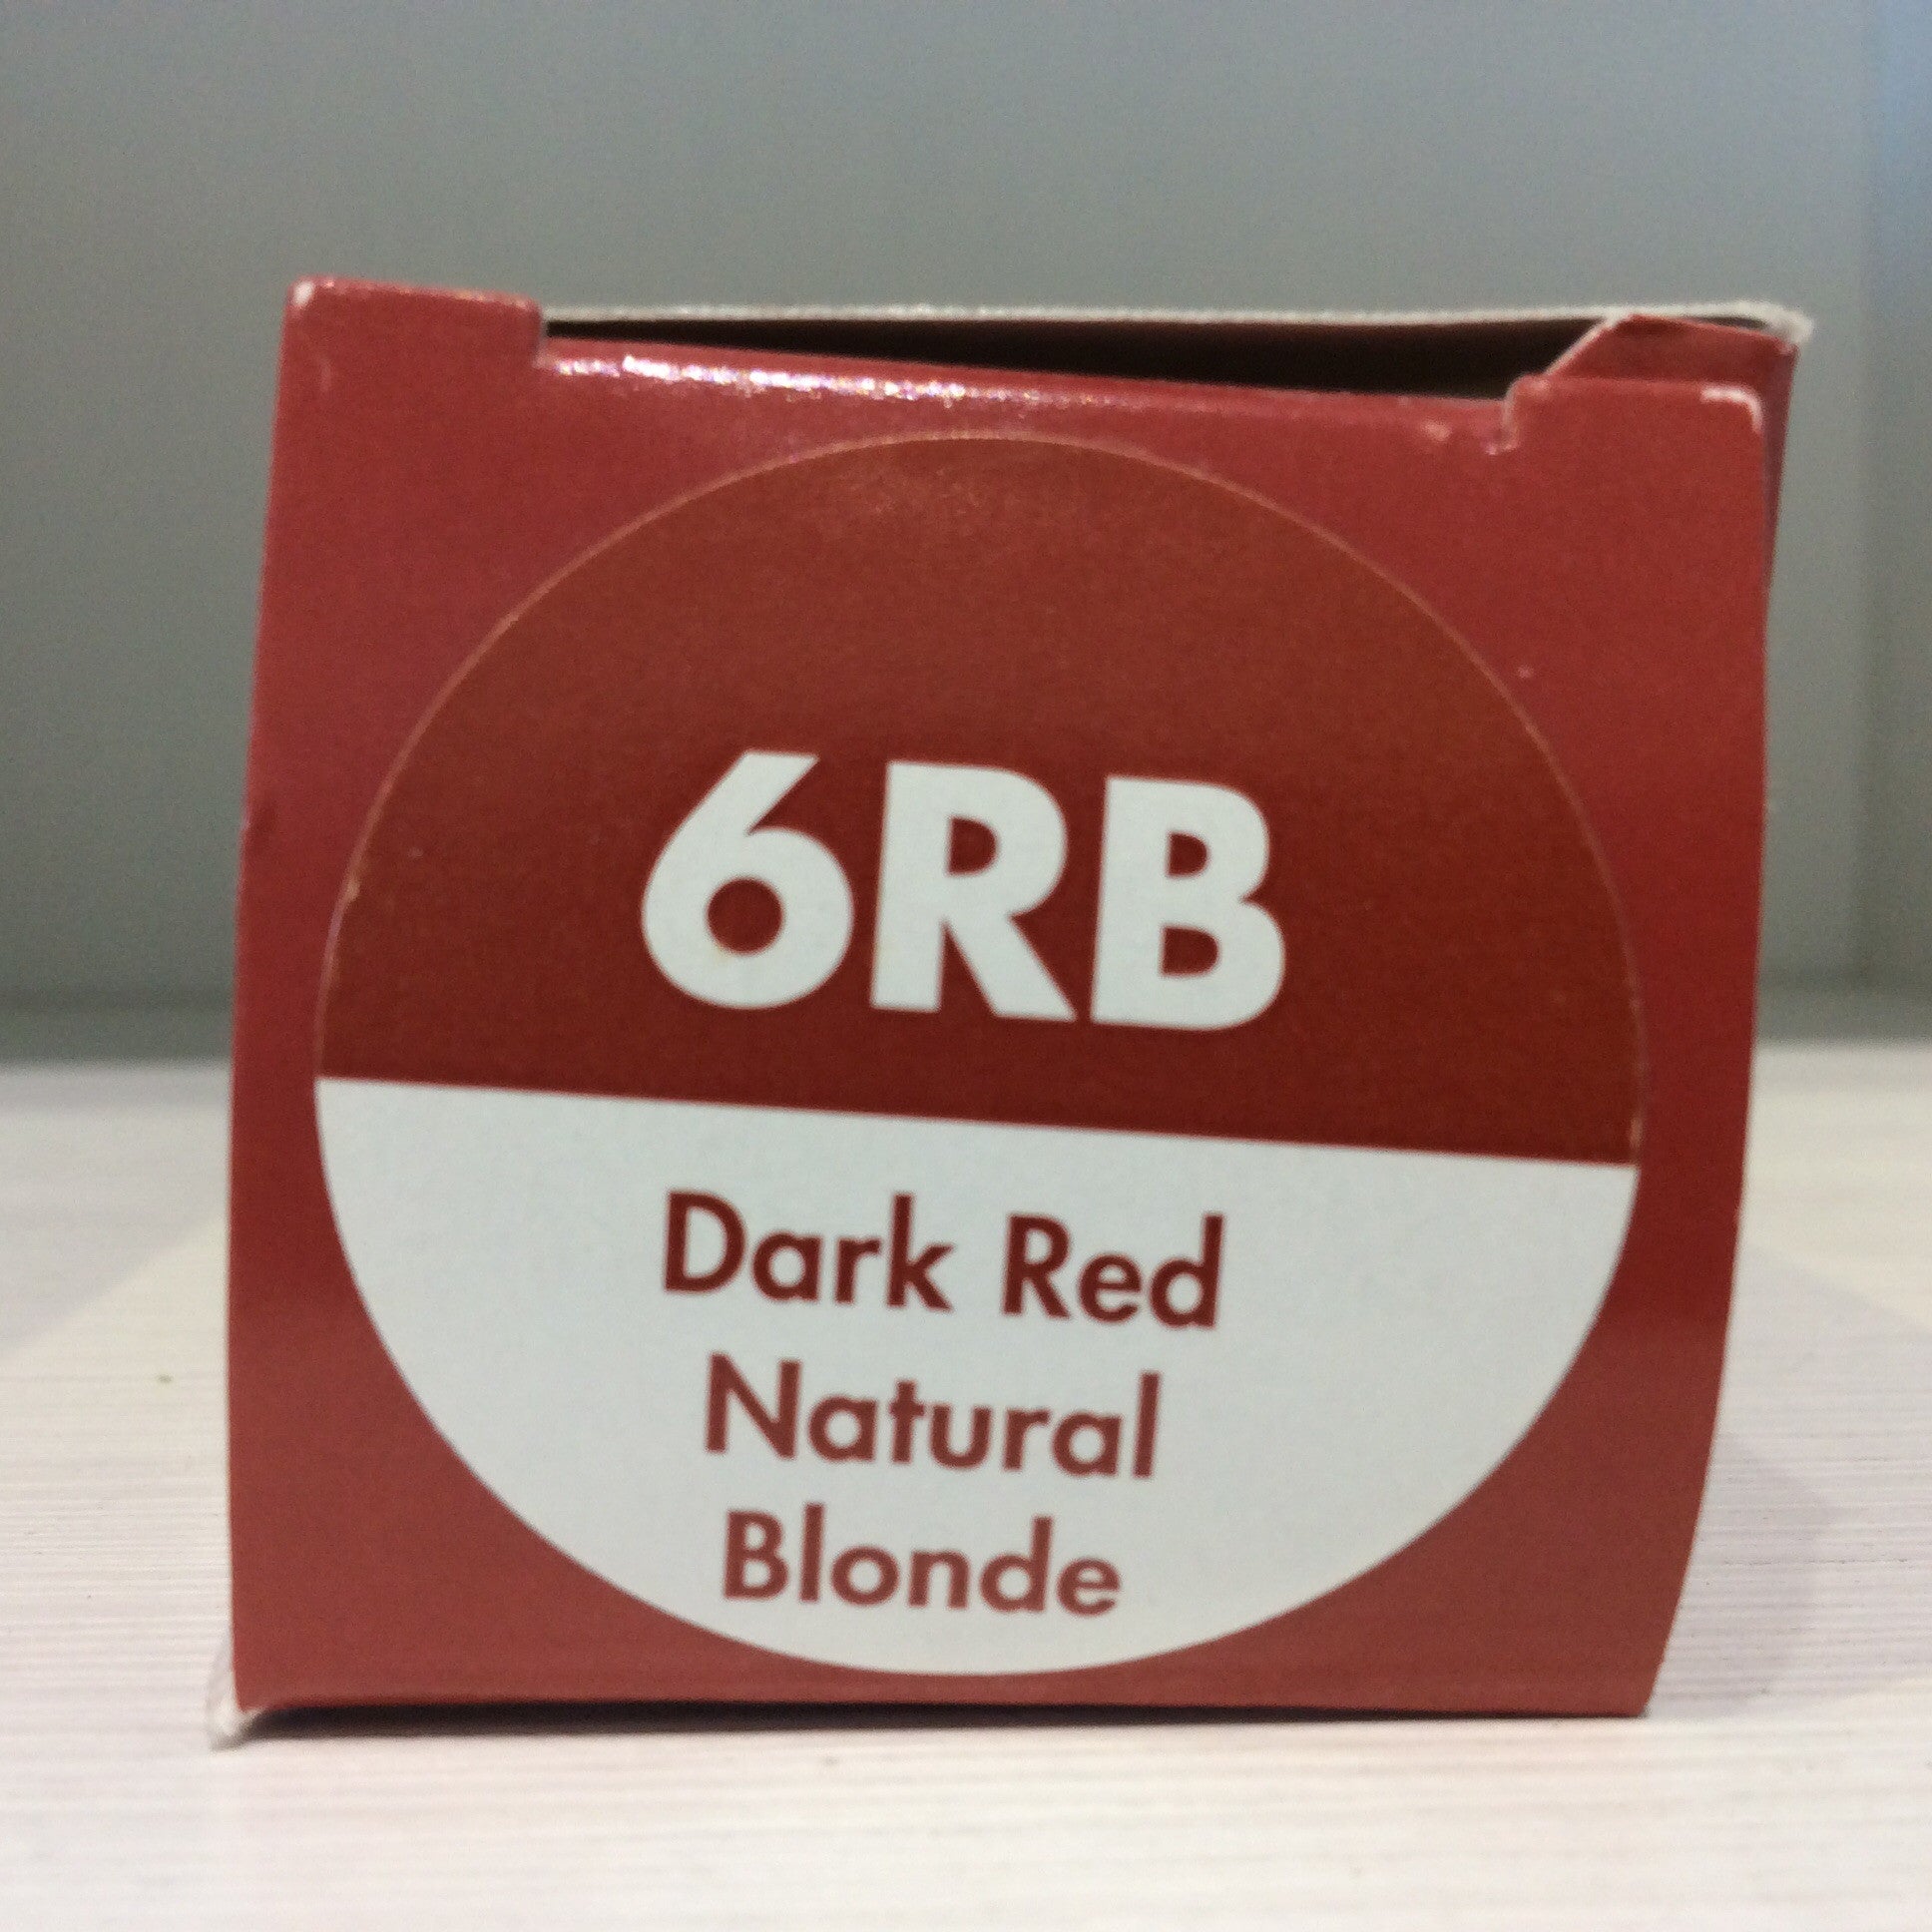 6RB
Dark Red
Natural
Blonde